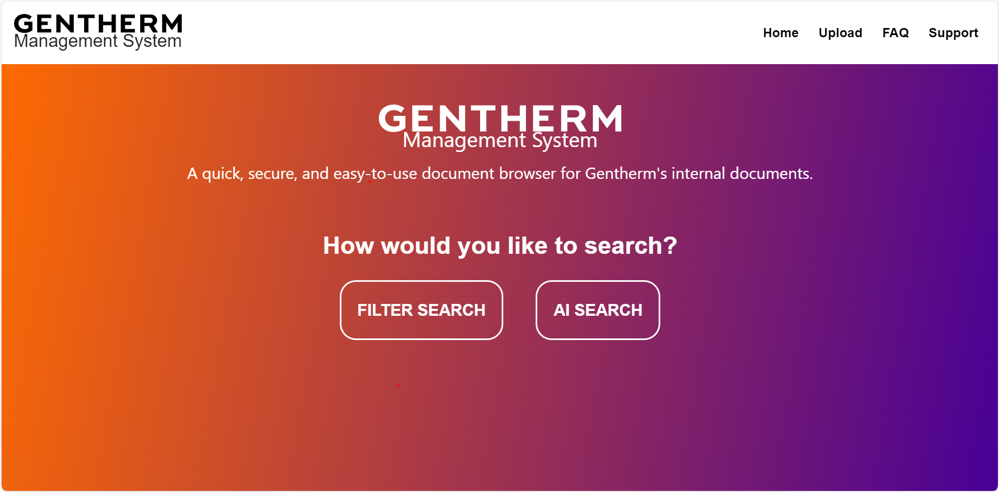 GENTHERM
Management System
Home Upload FAQ Support
GENTHERM
Management System
A quick, secure, and easy-to-use document browser for Gentherm's internal documents.
How would you like to search?
FILTER SEARCH AI SEARCH